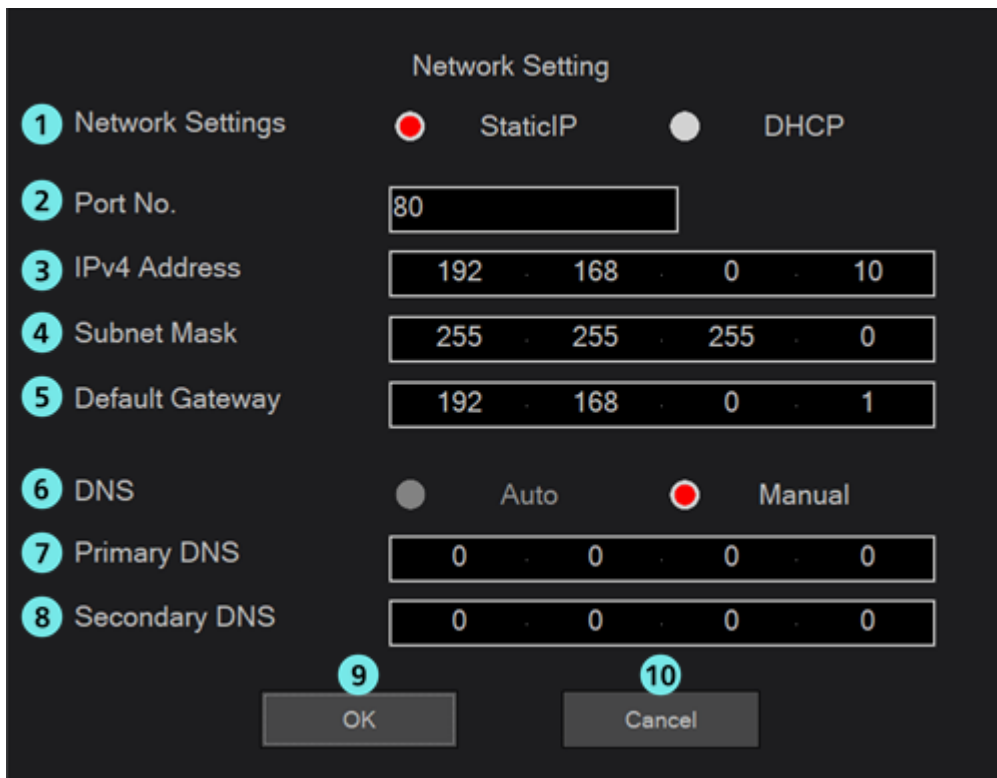 Network Setting
1 Network Settings StaticIP DHCP
2 Port No. 80
3 IPv4 Address 192 . 168 . 0 . 10
4 Subnet Mask 255 . 255 . 255 . 0
5 Default Gateway 192 . 168 . 0 . 1
6 DNS Auto Manual
7 Primary DNS 0 . 0 . 0 . 0
8 Secondary DNS 0 . 0 . 0 . 0
9 10
OK Cancel